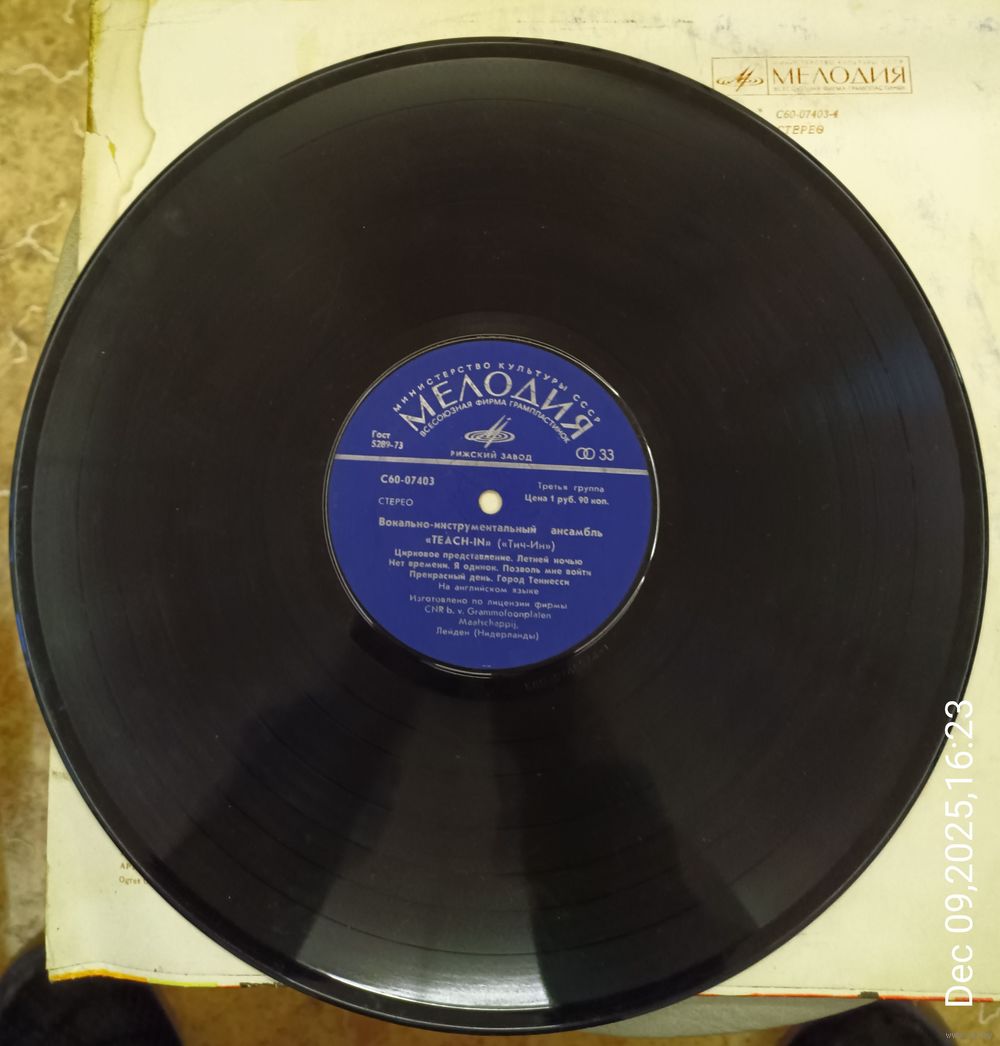 МЕЛОДИЯ
ВСЕСОЮЗНАЯ ФИРМА ГРАМПЛАСТИНОК
С60-07403-4
СТЕРЕО
МИНИСТЕРСТВО КУЛЬТУРЫ СССР
МЕЛОДИЯ
ВСЕСОЮЗНАЯ ФИРМА ГРАМПЛАСТИНОК
Гост
5289-73
РИЖСКИЙ ЗАВОД
33
С60-07403
Третья группа
СТЕРЕО
Цена 1 руб. 90 коп.
Вокально-инструментальный ансамбль
«TEACH-IN» («Тич-Ин»)
Цирковое представление. Летней ночью
Нет времени. Я одинок. Позволь мне войти
Прекрасный день. Город Теннесси
На английском языке
Изготовлено по лицензии фирмы
CNR b. v. Grammofoonplaten
Maatschappij,
Лейден (Нидерланды)
Dec 09,2025,16:23